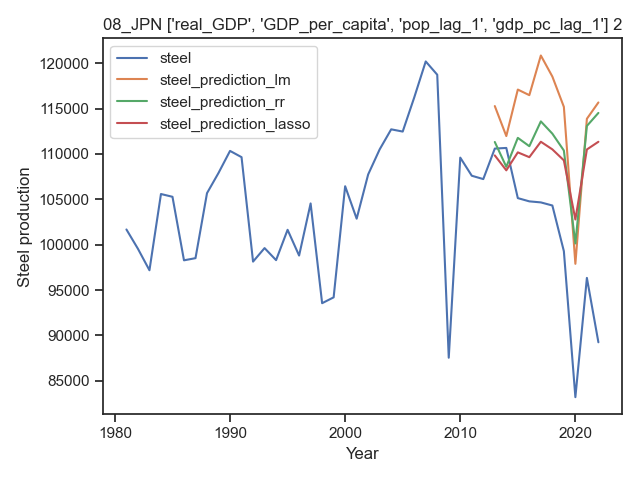 08_JPN ['real_GDP', 'GDP_per_capita', 'pop_lag_1', 'gdp_pc_lag_1'] 2
steel
steel_prediction_lm
steel_prediction_rr
steel_prediction_lasso
120000
115000
110000
105000
100000
95000
90000
85000
Steel production
1980 1990 2000 2010 2020
Year